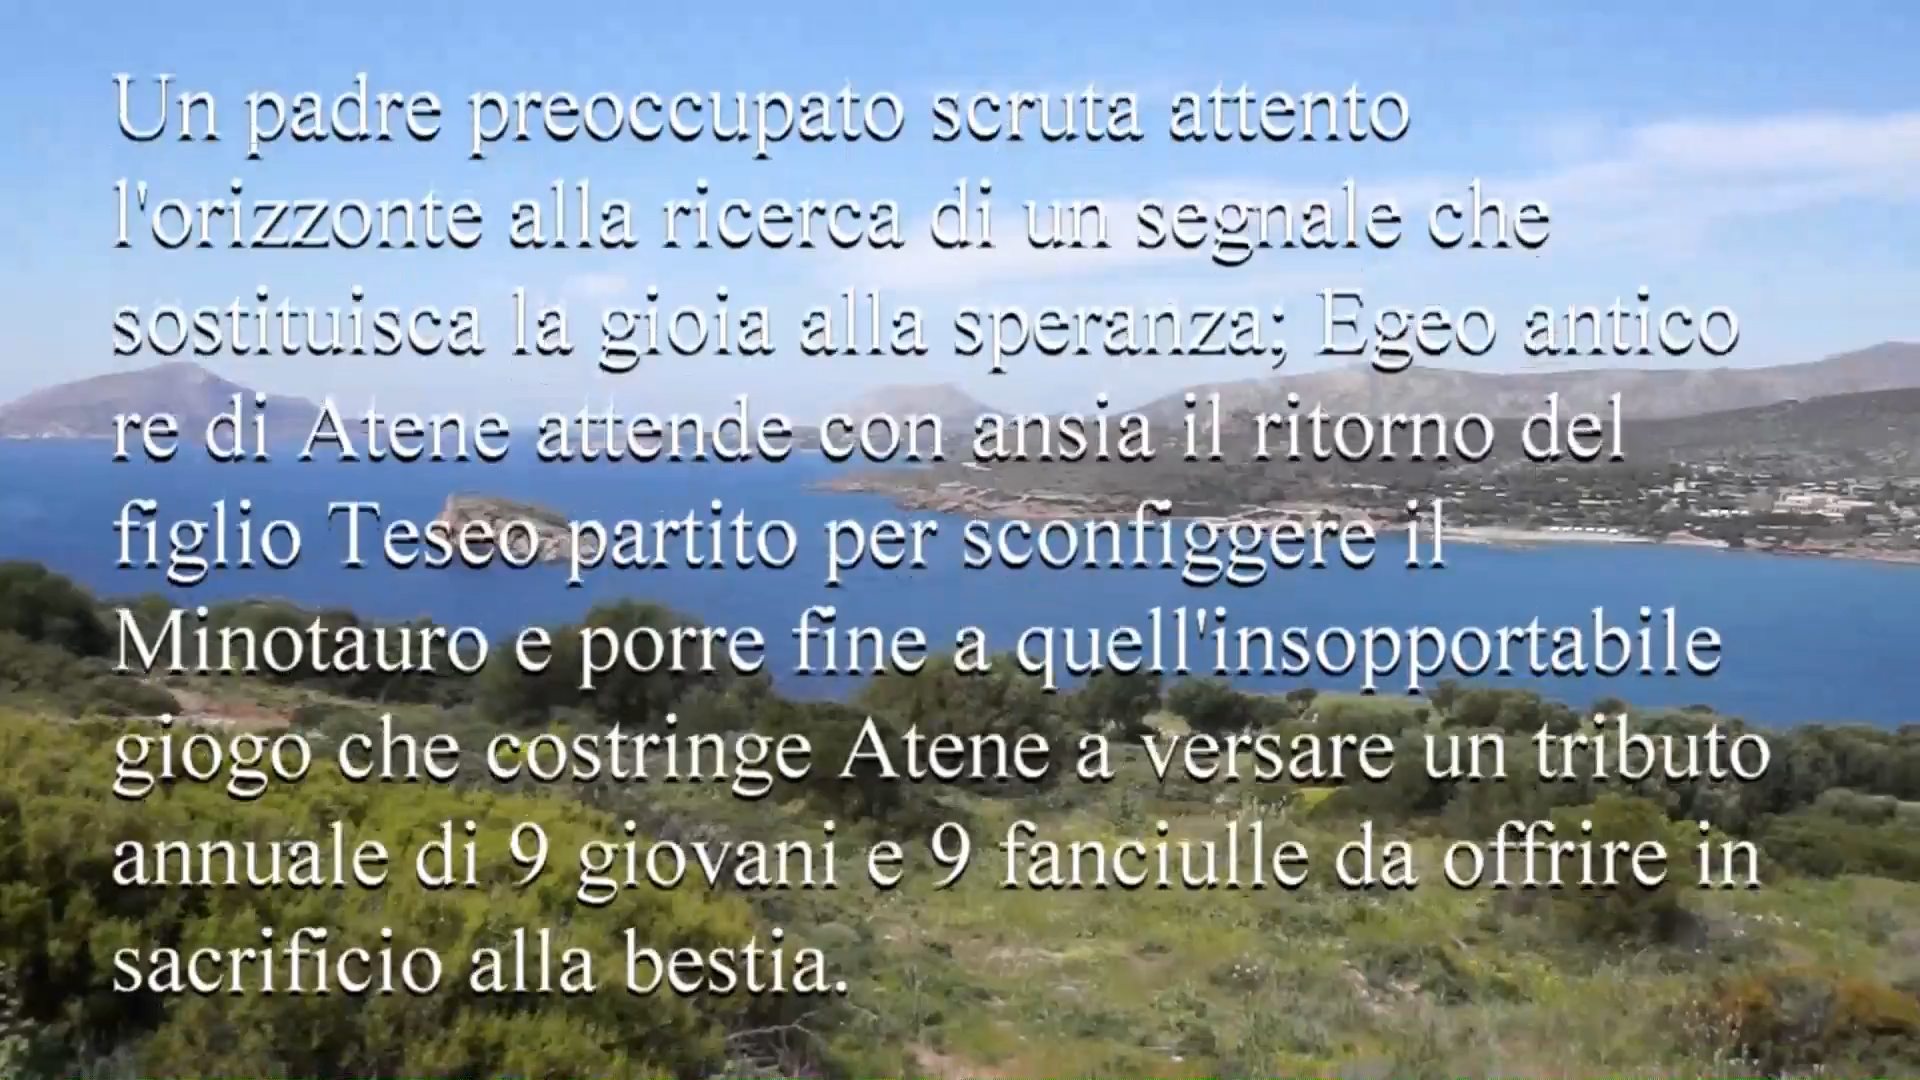 Un padre preoccupato scruta attento
l'orizzonte alla ricerca di un segnale che
sostituisca la gioia alla speranza; Egeo antico
re di Atene attende con ansia il ritorno del
figlio Teseo partito per sconfiggere il
Minotauro e porre fine a quell'insopportabile
giogo che costringe Atene a versare un tributo
annuale di 9 giovani e 9 fanciulle da offrire in
sacrificio alla bestia.